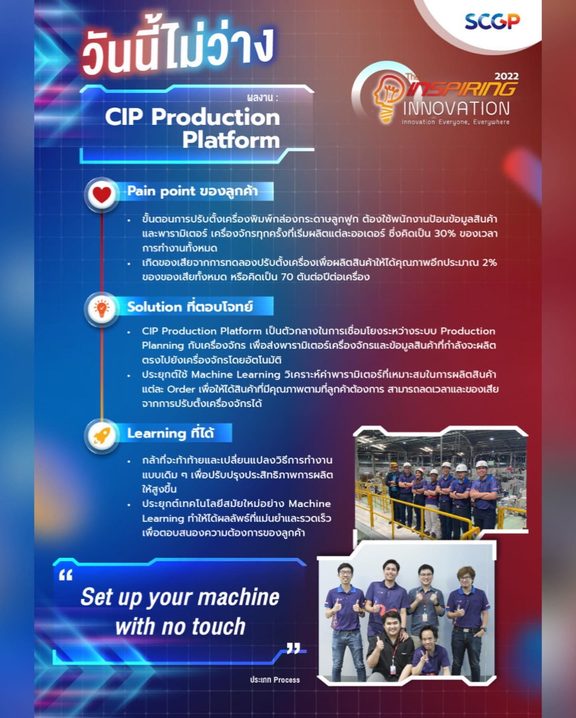 วันนี้ไม่ว่าง
SCGP
ผลงาน :
CIP Production
Platform
The
2022
INSPIRING
INNOVATION
Innovation Everyone, Everywhere
Pain point ของลูกค้า
• ขั้นตอนการปรับตั้งเครื่องพิมพ์กล่องกระดาษลูกฟูก ต้องใช้พนักงานป้อนข้อมูลสินค้า
และพารามิเตอร์ เครื่องจักรทุกครั้งที่เริ่มผลิตแต่ละออเดอร์ ซึ่งคิดเป็น 30% ของเวลา
การทำงานทั้งหมด
• เกิดของเสียจากการทดลองปรับตั้งเครื่องเพื่อผลิตสินค้าให้ได้คุณภาพอีกประมาณ 2%
ของของเสียทั้งหมด หรือคิดเป็น 70 ตันต่อปีต่อเครื่อง
Solution ที่ตอบโจทย์
• CIP Production Platform เป็นตัวกลางในการเชื่อมโยงระหว่างระบบ Production
Planning กับเครื่องจักร เพื่อส่งพารามิเตอร์เครื่องจักรและข้อมูลสินค้าที่กำลังจะผลิต
ตรงไปยังเครื่องจักรโดยอัตโนมัติ
• ประยุกต์ใช้ Machine Learning วิเคราะห์ค่าพารามิเตอร์ที่เหมาะสมในการผลิตสินค้า
แต่ละ Order เพื่อให้ได้สินค้าที่มีคุณภาพตามที่ลูกค้าต้องการ สามารถลดเวลาและของเสีย
จากการปรับตั้งเครื่องจักรได้
Learning ที่ได้
• กล้าที่จะท้าทายและเปลี่ยนแปลงวิธีการทำงาน
แบบเดิม ๆ เพื่อปรับปรุงประสิทธิภาพการผลิต
ให้สูงขึ้น
• ประยุกต์เทคโนโลยีสมัยใหม่อย่าง Machine
Learning ทำให้ได้ผลลัพธ์ที่แม่นยำและรวดเร็ว
เพื่อตอบสนองความต้องการของลูกค้า
“ Set up your machine
with no touch ”
ประเภท Process